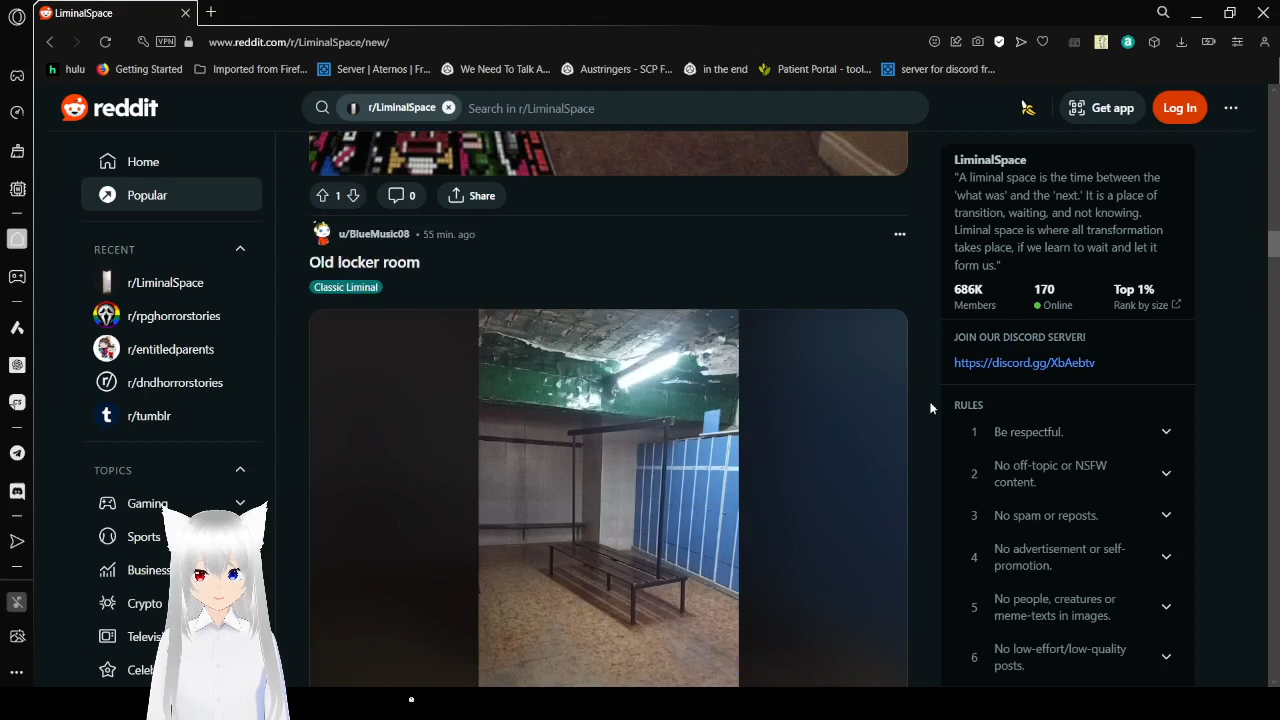 LiminalSpace
VPN
www.reddit.com/r/LiminalSpace/new/
hulu
Getting Started
Imported from Firef...
Server | Aternos | Fr...
We Need To Talk A...
Austringers - SCP F...
in the end
Patient Portal - tool...
server for discord fr...
reddit
r/LiminalSpace
Search in r/LiminalSpace
Get app
Log In
Home
Popular
RECENT
r/LiminalSpace
r/rpghorrorstories
r/entitledparents
r/dndhorrorstories
r/tumblr
TOPICS
Gaming
Sports
Business
Crypto
Televisi
Celeb
1
0
Share
u/BlueMusic08 • 55 min. ago
Old locker room
Classic Liminal
LiminalSpace
"A liminal space is the time between the
'what was' and the 'next.' It is a place of
transition, waiting, and not knowing.
Liminal space is where all transformation
takes place, if we learn to wait and let it
form us."
686K
170
Top 1%
Members
Online
Rank by size
JOIN OUR DISCORD SERVER!
https://discord.gg/XbAebtv
RULES
1 Be respectful.
2 No off-topic or NSFW
content.
3 No spam or reposts.
4 No advertisement or self-
promotion.
5 No people, creatures or
meme-texts in images.
6 No low-effort/low-quality
posts.